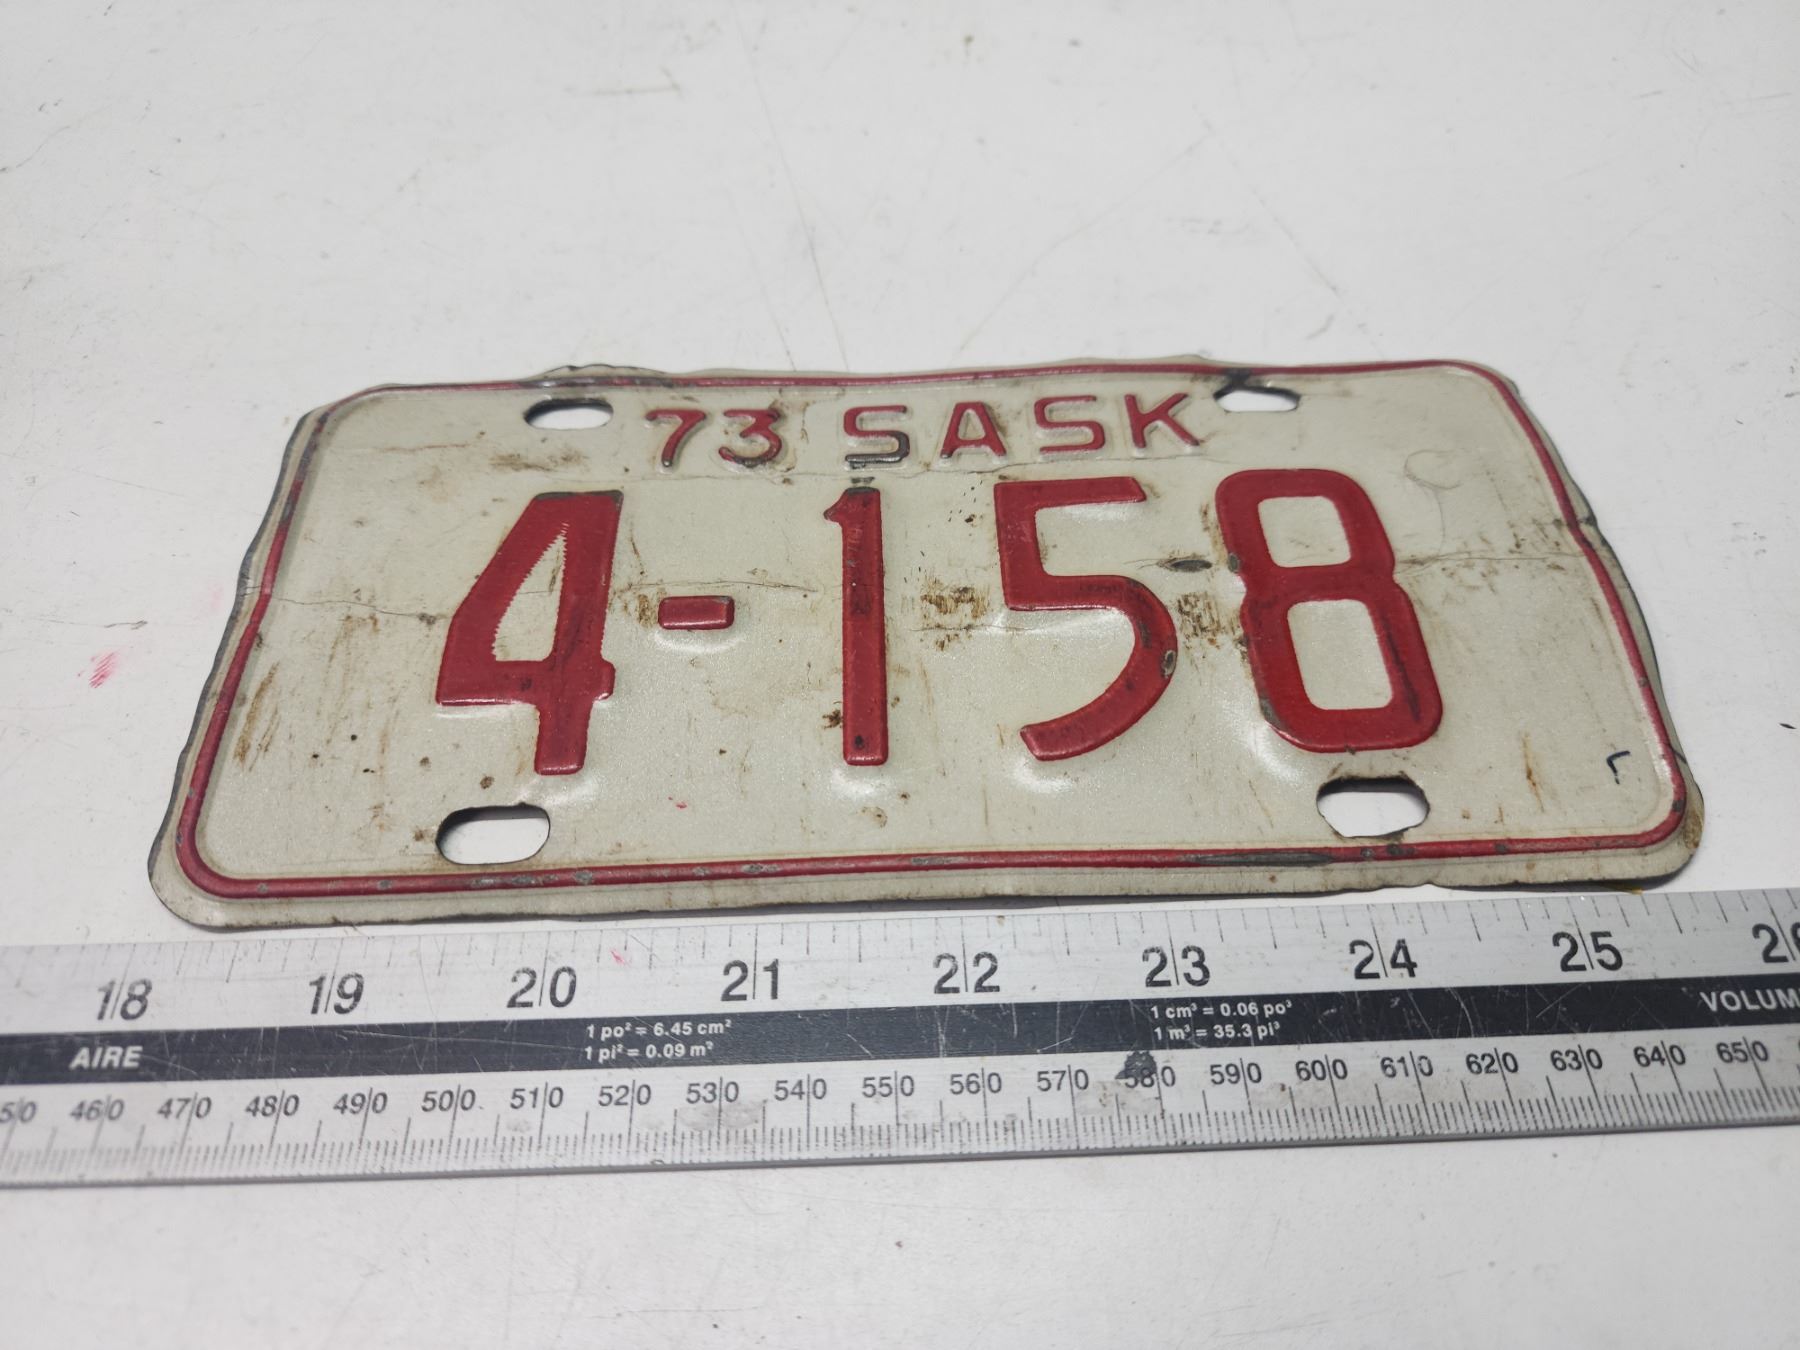 73 SASK
4-158
18 19 20 21 22 23 24 25
1 po² = 6.45 cm²
1 pi² = 0.09 m²
1 cm³ = 0.06 po³
1 m³ = 35.3 pi³
AIRE
460 470 480 490 500 510 520 530 540 550 560 570 580 590 600 610 620 630 640 650